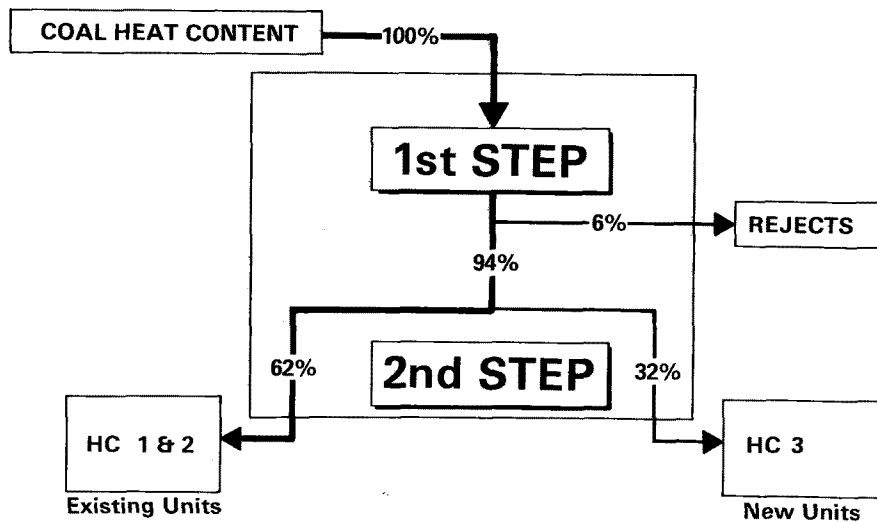 COAL HEAT CONTENT
100%
1st STEP
6%
REJECTS
94%
62%
2nd STEP
32%
HC 1 & 2
HC 3
Existing Units
New Units